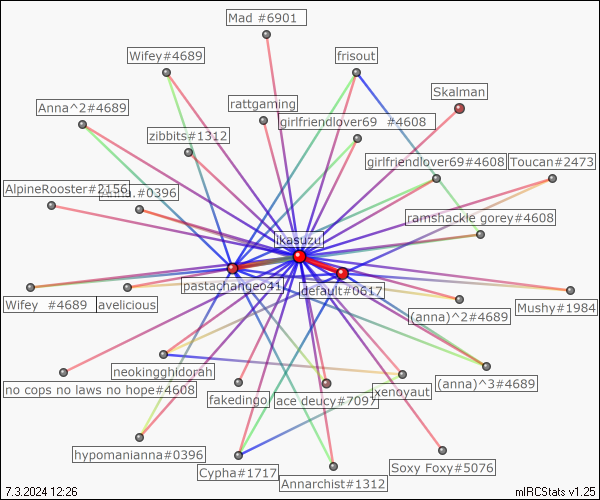 Mad #6901
Wifey#4689
frisout
Skalman
Anna^2#4689
rattgaming
girlfriendlover69  #4608
zibbits#1312
girlfriendlover69#4608
Toucan#2473
AlpineRooster#2156
#0396
ramshackle gorey#4608
ikasuzu
pastachangeo41
default#0617
Wifey  #4689
avelicious
(anna)^2#4689
Mushy#1984
neokingghidorah
no cops no laws no hope#4608
fakedingo
ace deucy#7097
xenoyaut
(anna)^3#4689
hypomanianna#0396
Cypha#1717
Annarchist#1312
Soxy Foxy#5076
7.3.2024 12:26
mIRCStats v1.25